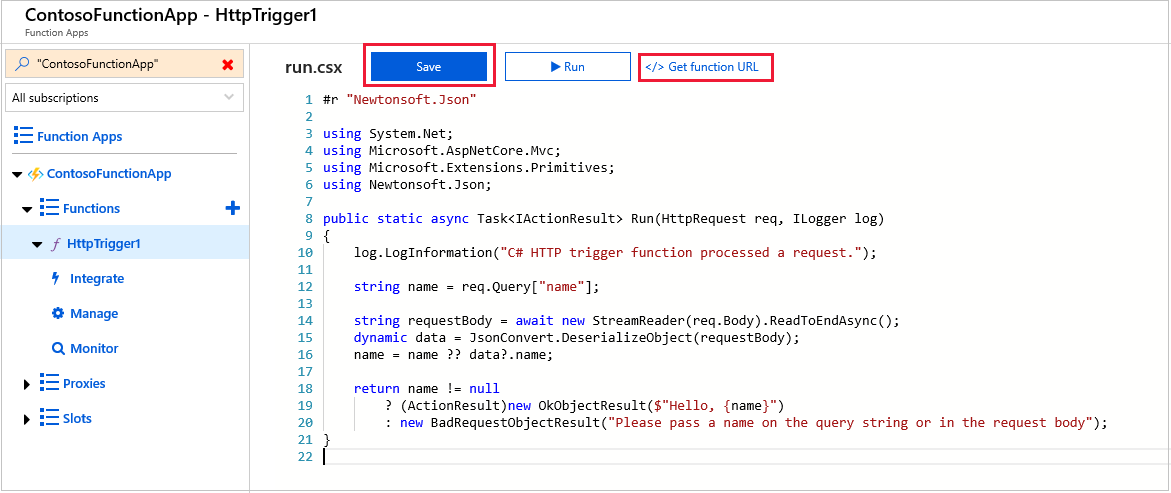 ContosoFunctionApp - HttpTrigger1
Function Apps
"ContosoFunctionApp"
All subscriptions
Function Apps
ContosoFunctionApp
Functions
HttpTrigger1
Integrate
Manage
Monitor
Proxies
Slots
run.csx
Save
Run
</> Get function URL
1 #r "Newtonsoft.Json"
2
3 using System.Net;
4 using Microsoft.AspNetCore.Mvc;
5 using Microsoft.Extensions.Primitives;
6 using Newtonsoft.Json;
7
8 public static async Task<IActionResult> Run(HttpRequest req, ILogger log)
9 {
10     log.LogInformation("C# HTTP trigger function processed a request.");
11
12     string name = req.Query["name"];
13
14     string requestBody = await new StreamReader(req.Body).ReadToEndAsync();
15     dynamic data = JsonConvert.DeserializeObject(requestBody);
16     name = name ?? data?.name;
17
18     return name != null
19         ? (ActionResult)new OkObjectResult($"Hello, {name}")
20         : new BadRequestObjectResult("Please pass a name on the query string or in the request body");
21 }
22